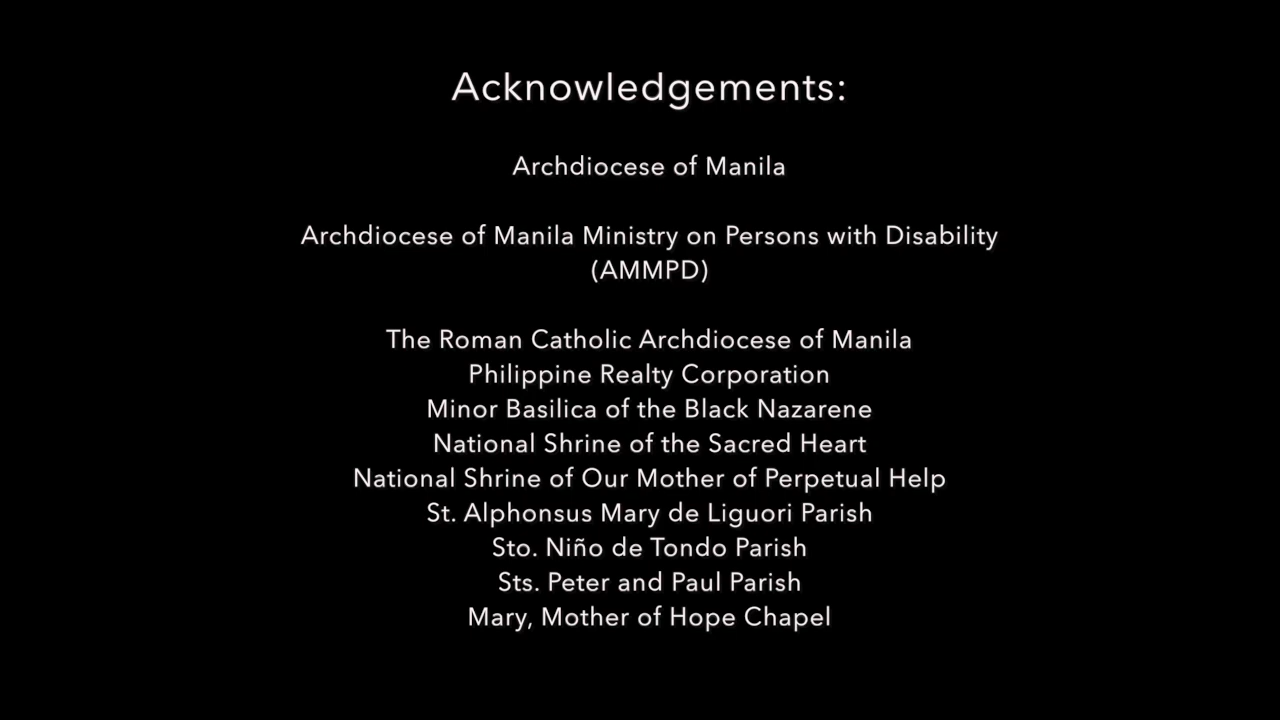 Acknowledgements:
Archdiocese of Manila
Archdiocese of Manila Ministry on Persons with Disability
(AMMPD)
The Roman Catholic Archdiocese of Manila
Philippine Realty Corporation
Minor Basilica of the Black Nazarene
National Shrine of the Sacred Heart
National Shrine of Our Mother of Perpetual Help
St. Alphonsus Mary de Liguori Parish
Sto. Niño de Tondo Parish
Sts. Peter and Paul Parish
Mary, Mother of Hope Chapel